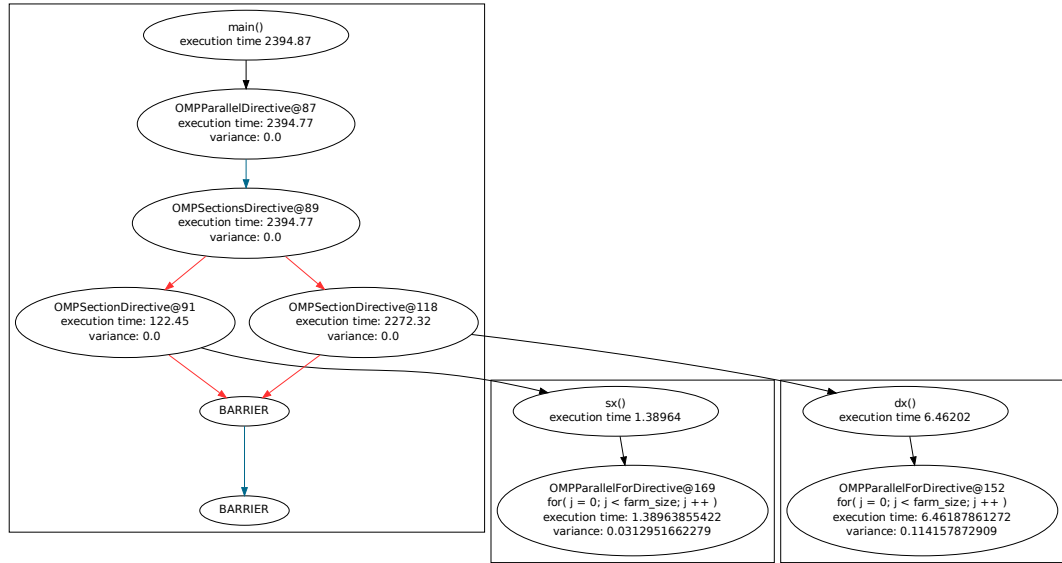 main()
execution time 2394.87
OMPParallelDirective@87
execution time: 2394.77
variance: 0.0
OMPSectionsDirective@89
execution time: 2394.77
variance: 0.0
OMPSectionDirective@91
execution time: 122.45
variance: 0.0
OMPSectionDirective@118
execution time: 2272.32
variance: 0.0
BARRIER
BARRIER
sx()
execution time 1.38964
OMPParallelForDirective@169
for( j = 0; j < farm_size; j ++ )
execution time: 1.38963855422
variance: 0.0312951662279
dx()
execution time 6.46202
OMPParallelForDirective@152
for( j = 0; j < farm_size; j ++ )
execution time: 6.46187861272
variance: 0.114157872909